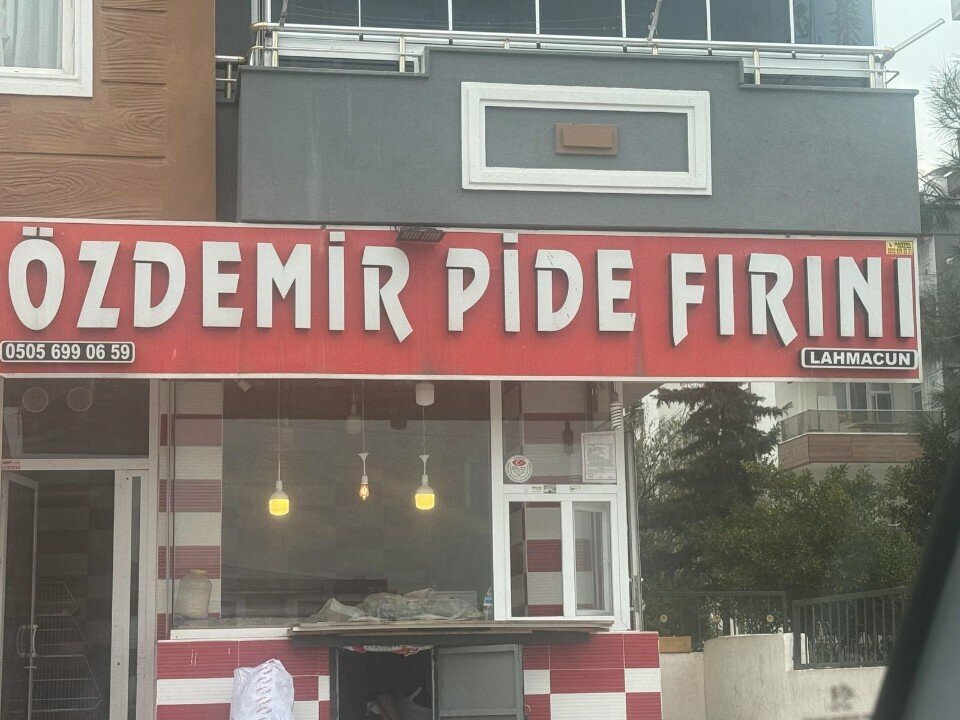 ÖZDEMİR PİDE FIRINI
0505 699 06 59
LAHMACUN